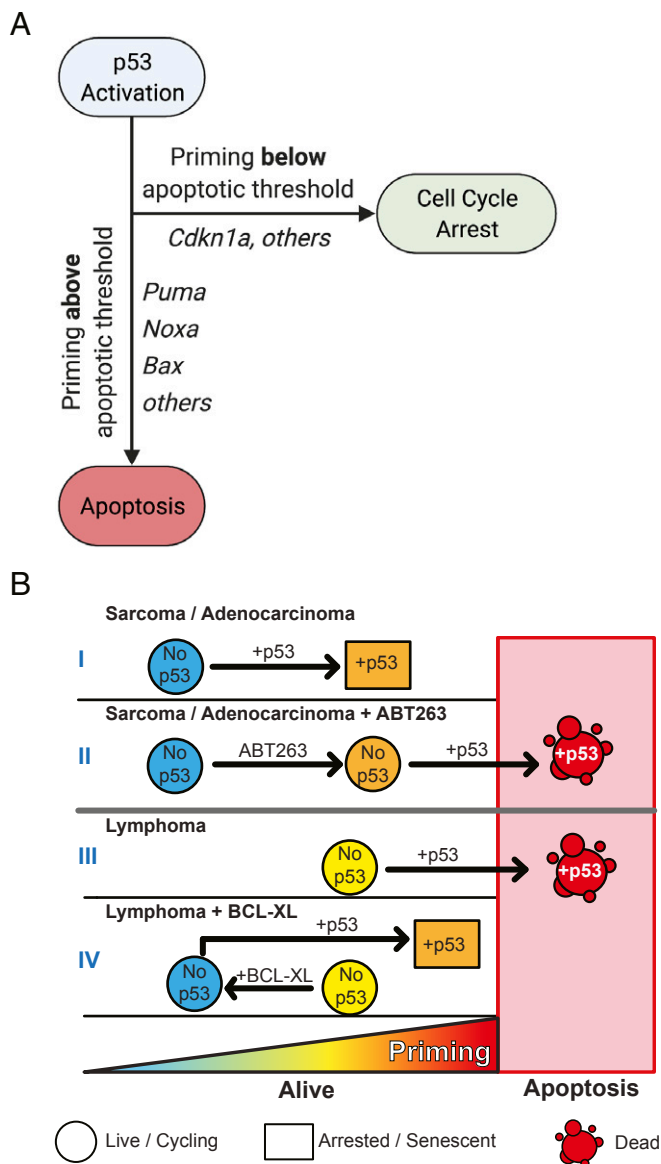 A
p53
Activation
Priming below
apoptotic threshold
Cdkn1a, others
Cell Cycle
Arrest
Priming above
apoptotic threshold
Puma
Noxa
Bax
others
Apoptosis
B
Sarcoma / Adenocarcinoma
I
No
p53
+p53
+p53
Sarcoma / Adenocarcinoma + ABT263
II
No
p53
ABT263
No
p53
+p53
+p53
Lymphoma
III
No
p53
+p53
+p53
Lymphoma + BCL-XL
IV
+p53
+p53
No
p53
+BCL-XL
No
p53
Priming
Alive
Apoptosis
Live / Cycling
Arrested / Senescent
Dead